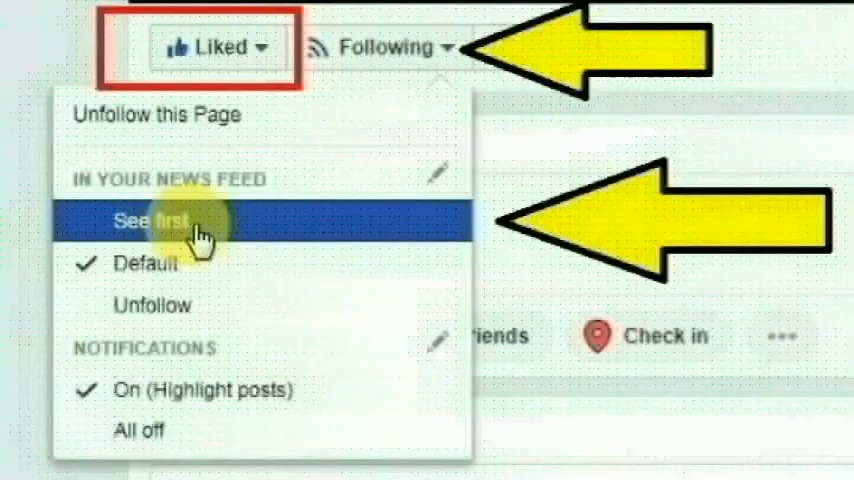 Liked Following
Unfollow this Page
IN YOUR NEWS FEED
See first
Default
Unfollow
riends Check in
NOTIFICATIONS
On (Highlight posts)
All off